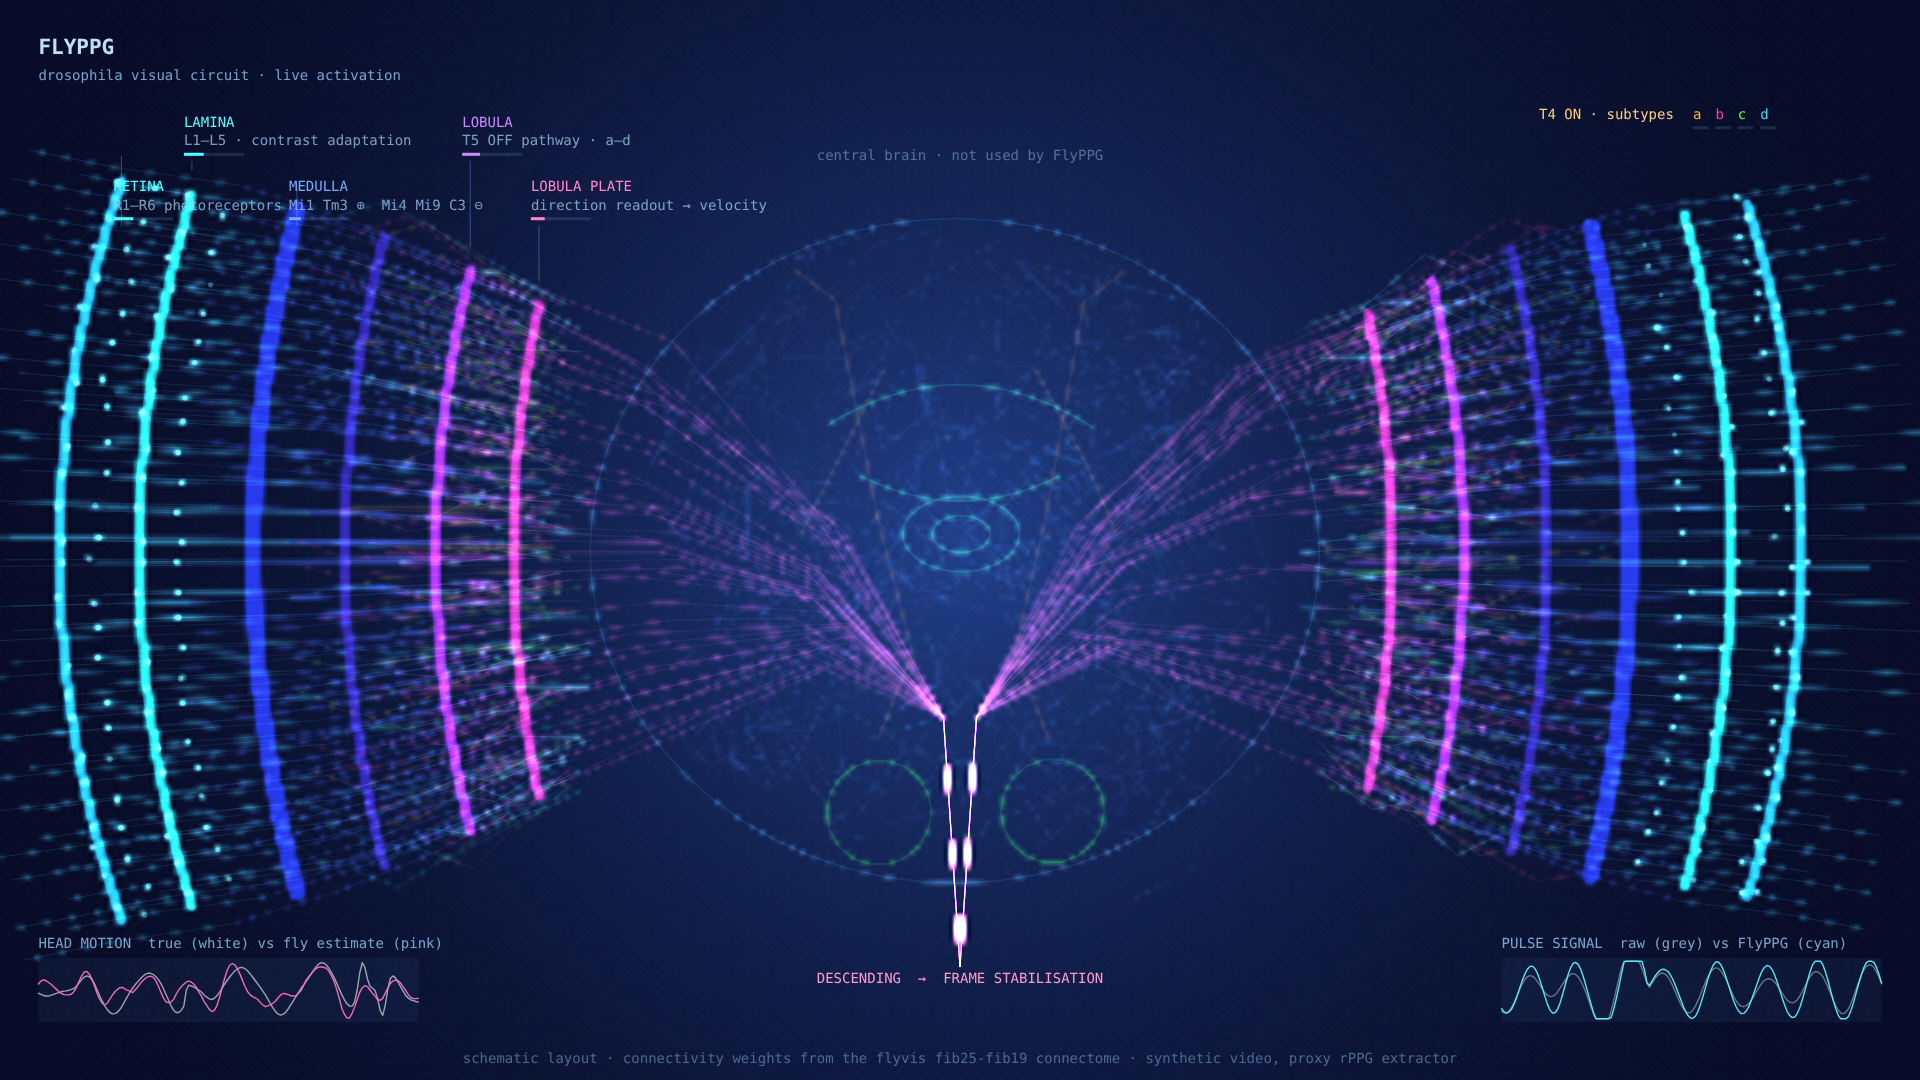 FLYPPG
drosophila visual circuit · live activation
LAMINA
L1–L5 · contrast adaptation
LOBULA
T5 OFF pathway · a–d
T4 ON · subtypes a b c d
central brain · not used by FlyPPG
RETINA
R1–R6 photoreceptors
MEDULLA
Mi1 Tm3 ⊕ Mi4 Mi9 C3 ⊖
LOBULA PLATE
direction readout → velocity
HEAD MOTION true (white) vs fly estimate (pink)
PULSE SIGNAL raw (grey) vs FlyPPG (cyan)
DESCENDING → FRAME STABILISATION
schematic layout · connectivity weights from the flyvis fib25-fib19 connectome · synthetic video, proxy rPPG extractor